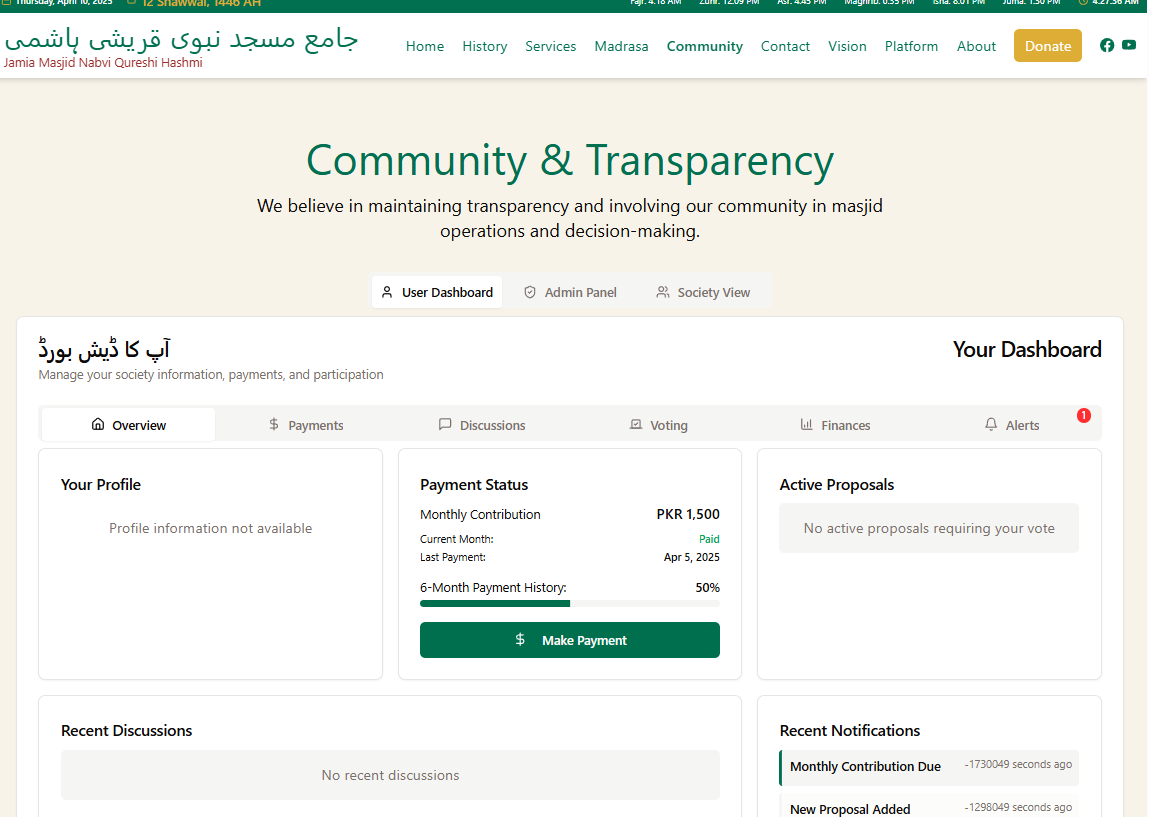 Thursday, April 10, 2025 12 Shawwal, 1446 AH Fajr: 4:18 AM Zuhr: 12:09 PM Asr: 4:45 PM Maghrib: 6:35 PM Isha: 8:01 PM Juma: 1:30 PM 4:27:36 AM
جامع مسجد نبوی قریشی ہاشمی
Jamia Masjid Nabvi Qureshi Hashmi
Home History Services Madrasa Community Contact Vision Platform About Donate
Community & Transparency
We believe in maintaining transparency and involving our community in masjid
operations and decision-making.
User Dashboard Admin Panel Society View
آپ کا ڈیش بورڈ
Your Dashboard
Manage your society information, payments, and participation
Overview $ Payments Discussions Voting Finances Alerts 1
Your Profile
Profile information not available
Payment Status
Monthly Contribution PKR 1,500
Current Month: Paid
Last Payment: Apr 5, 2025
6-Month Payment History: 50%
$ Make Payment
Active Proposals
No active proposals requiring your vote
Recent Discussions
No recent discussions
Recent Notifications
Monthly Contribution Due -1730049 seconds ago
New Proposal Added -1298049 seconds ago